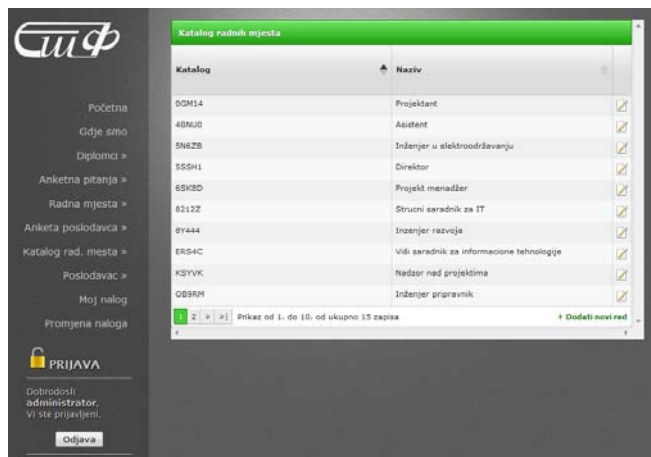 СтФ
Početna
Gdje smo
Diplomci »
Anketna pitanja »
Radna mjesta »
Anketa poslodavca »
Katalog rad. mesta »
Poslodavac »
Moj nalog
Promjena naloga
PRIJAVA
Dobrodosli
administrator,
Vi ste prijavljeni.
Odjava
Katalog radnih mjesta
Katalog Naziv
0GM14 Projektant
4BNU0 Asistent
5N6ZB Inženjer u elektroodržavanju
5SSH1 Direktor
6SK8D Projekt menadžer
8212Z Strucni saradnik za IT
8Y444 Inzenjer razvoja
ERS4C Viši saradnik za informacione tehnologije
KSYVK Nadzor nad projektima
OB9RM Inženjer pripravnik
1 2 > >| Prikaz od 1. do 10. od ukupno 15 zapisa + Dodati novi red